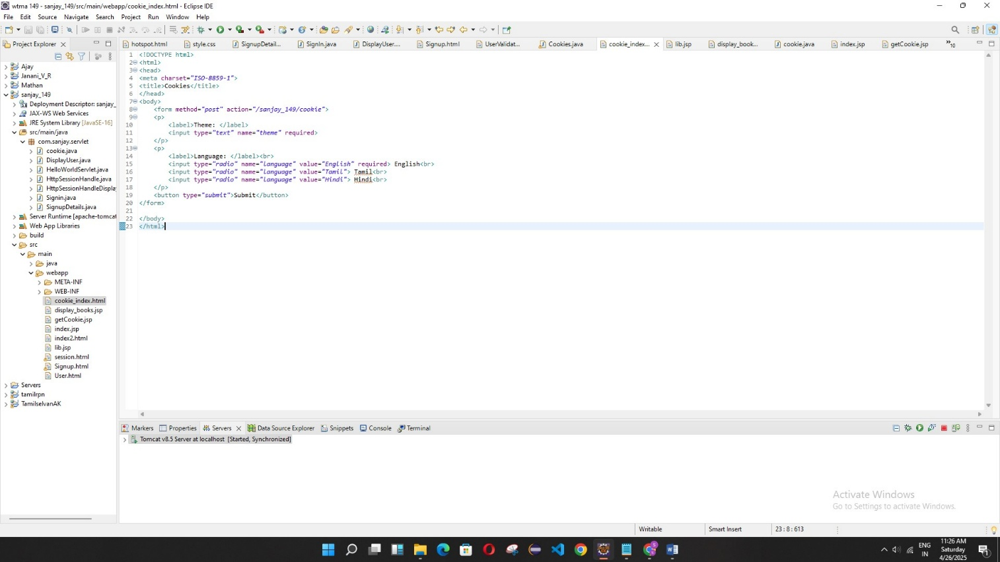 wtma 149 - sanjay_149/src/main/webapp/cookie_index.html - Eclipse IDE
File Edit Source Navigate Search Project Run Window Help
Project Explorer
hotspot.html style.css SignupDetail... SignIn.java DisplayUser.... Signup.html UserValidat... Cookies.java cookie_index... lib.jsp display_book... cookie.java index.jsp getCookie.jsp »10
Ajay
Janani_V_R
Mathan
sanjay_149
Deployment Descriptor: sanjay_
JAX-WS Web Services
JRE System Library [JavaSE-16]
src/main/java
com.sanjay.servlet
cookie.java
DisplayUser.java
HelloWorldServlet.java
HttpSessionHandle.java
HttpSessionHandleDispla
Signin.java
SignupDetails.java
Server Runtime [apache-tomcat
Web App Libraries
build
src
main
java
webapp
META-INF
WEB-INF
cookie_index.html
display_books.jsp
getCookie.jsp
index.jsp
index2.html
lib.jsp
session.html
Signup.html
User.html
Servers
tamilrpn
TamilselvanAK
1 <!DOCTYPE html>
2 <html>
3 <head>
4 <meta charset="ISO-8859-1">
5 <title>Cookies</title>
6 </head>
7 <body>
8 <form method="post" action="/sanjay_149/cookie">
9 <p>
10 <label>Theme: </label>
11 <input type="text" name="theme" required>
12 </p>
13 <p>
14 <label>Language: </label><br>
15 <input type="radio" name="language" value="English" required> English<br>
16 <input type="radio" name="language" value="Tamil"> Tamil<br>
17 <input type="radio" name="language" value="Hindi"> Hindi<br>
18 </p>
19 <button type="submit">Submit</button>
20 </form>
21
22 </body>
23 </html>
Markers Properties Servers Data Source Explorer Snippets Console Terminal
Tomcat v8.5 Server at localhost [Started, Synchronized]
Activate Windows
Go to Settings to activate Windows.
Writable Smart Insert 23 : 8 : 613
ENG
IN
11:26 AM
Saturday
4/26/2025
1